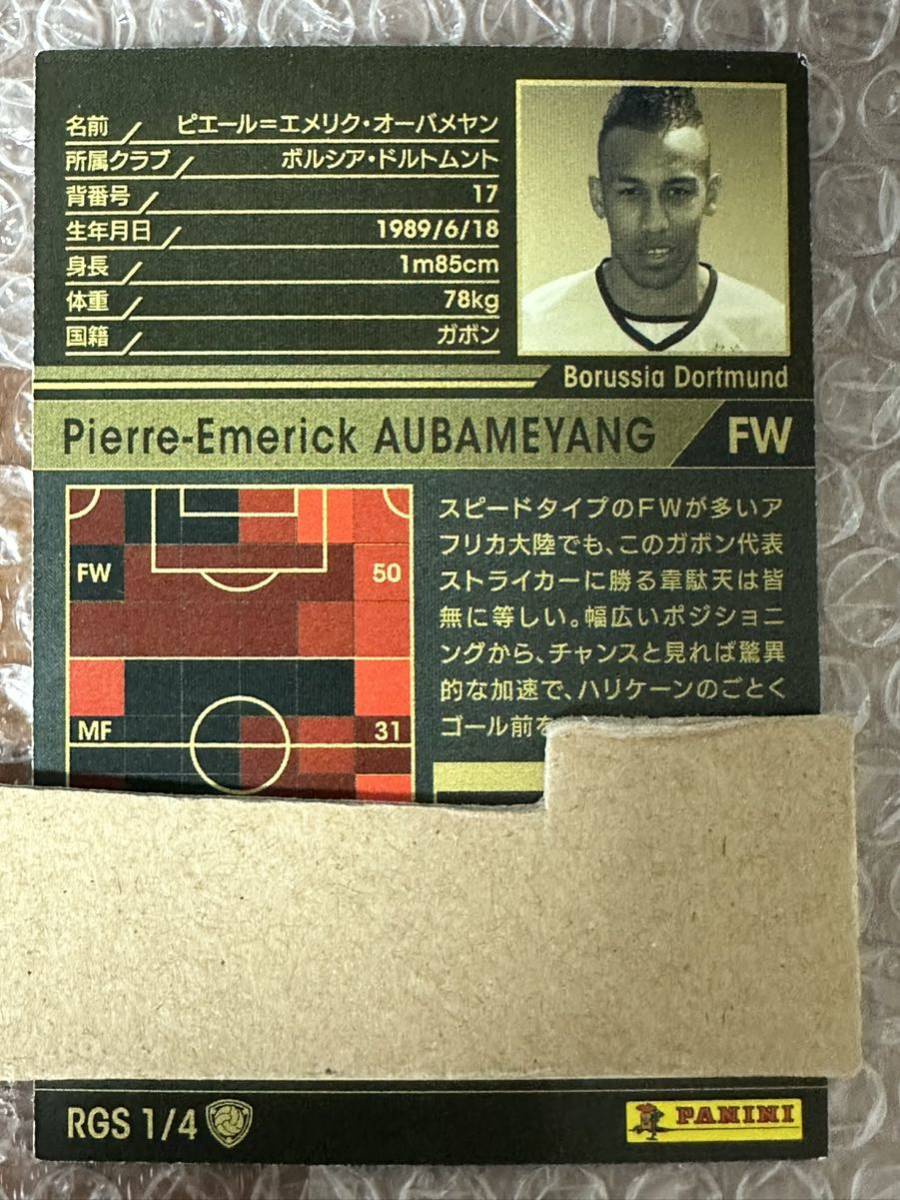 名前 ピエール=エメリク・オーバメヤン
所属クラブ ボルシア・ドルトムント
背番号 17
生年月日 1989/6/18
身長 1m85cm
体重 78kg
国籍 ガボン
Borussia Dortmund
Pierre-Emerick AUBAMEYANG FW
FW 50
MF 31
スピードタイプのFWが多いア
フリカ大陸でも、このガボン代表
ストライカーに勝る韋駄天は皆
無に等しい。幅広いポジショニ
ングから、チャンスと見れば驚異
的な加速で、ハリケーンのごとく
ゴール前を
RGS 1/4
PANINI